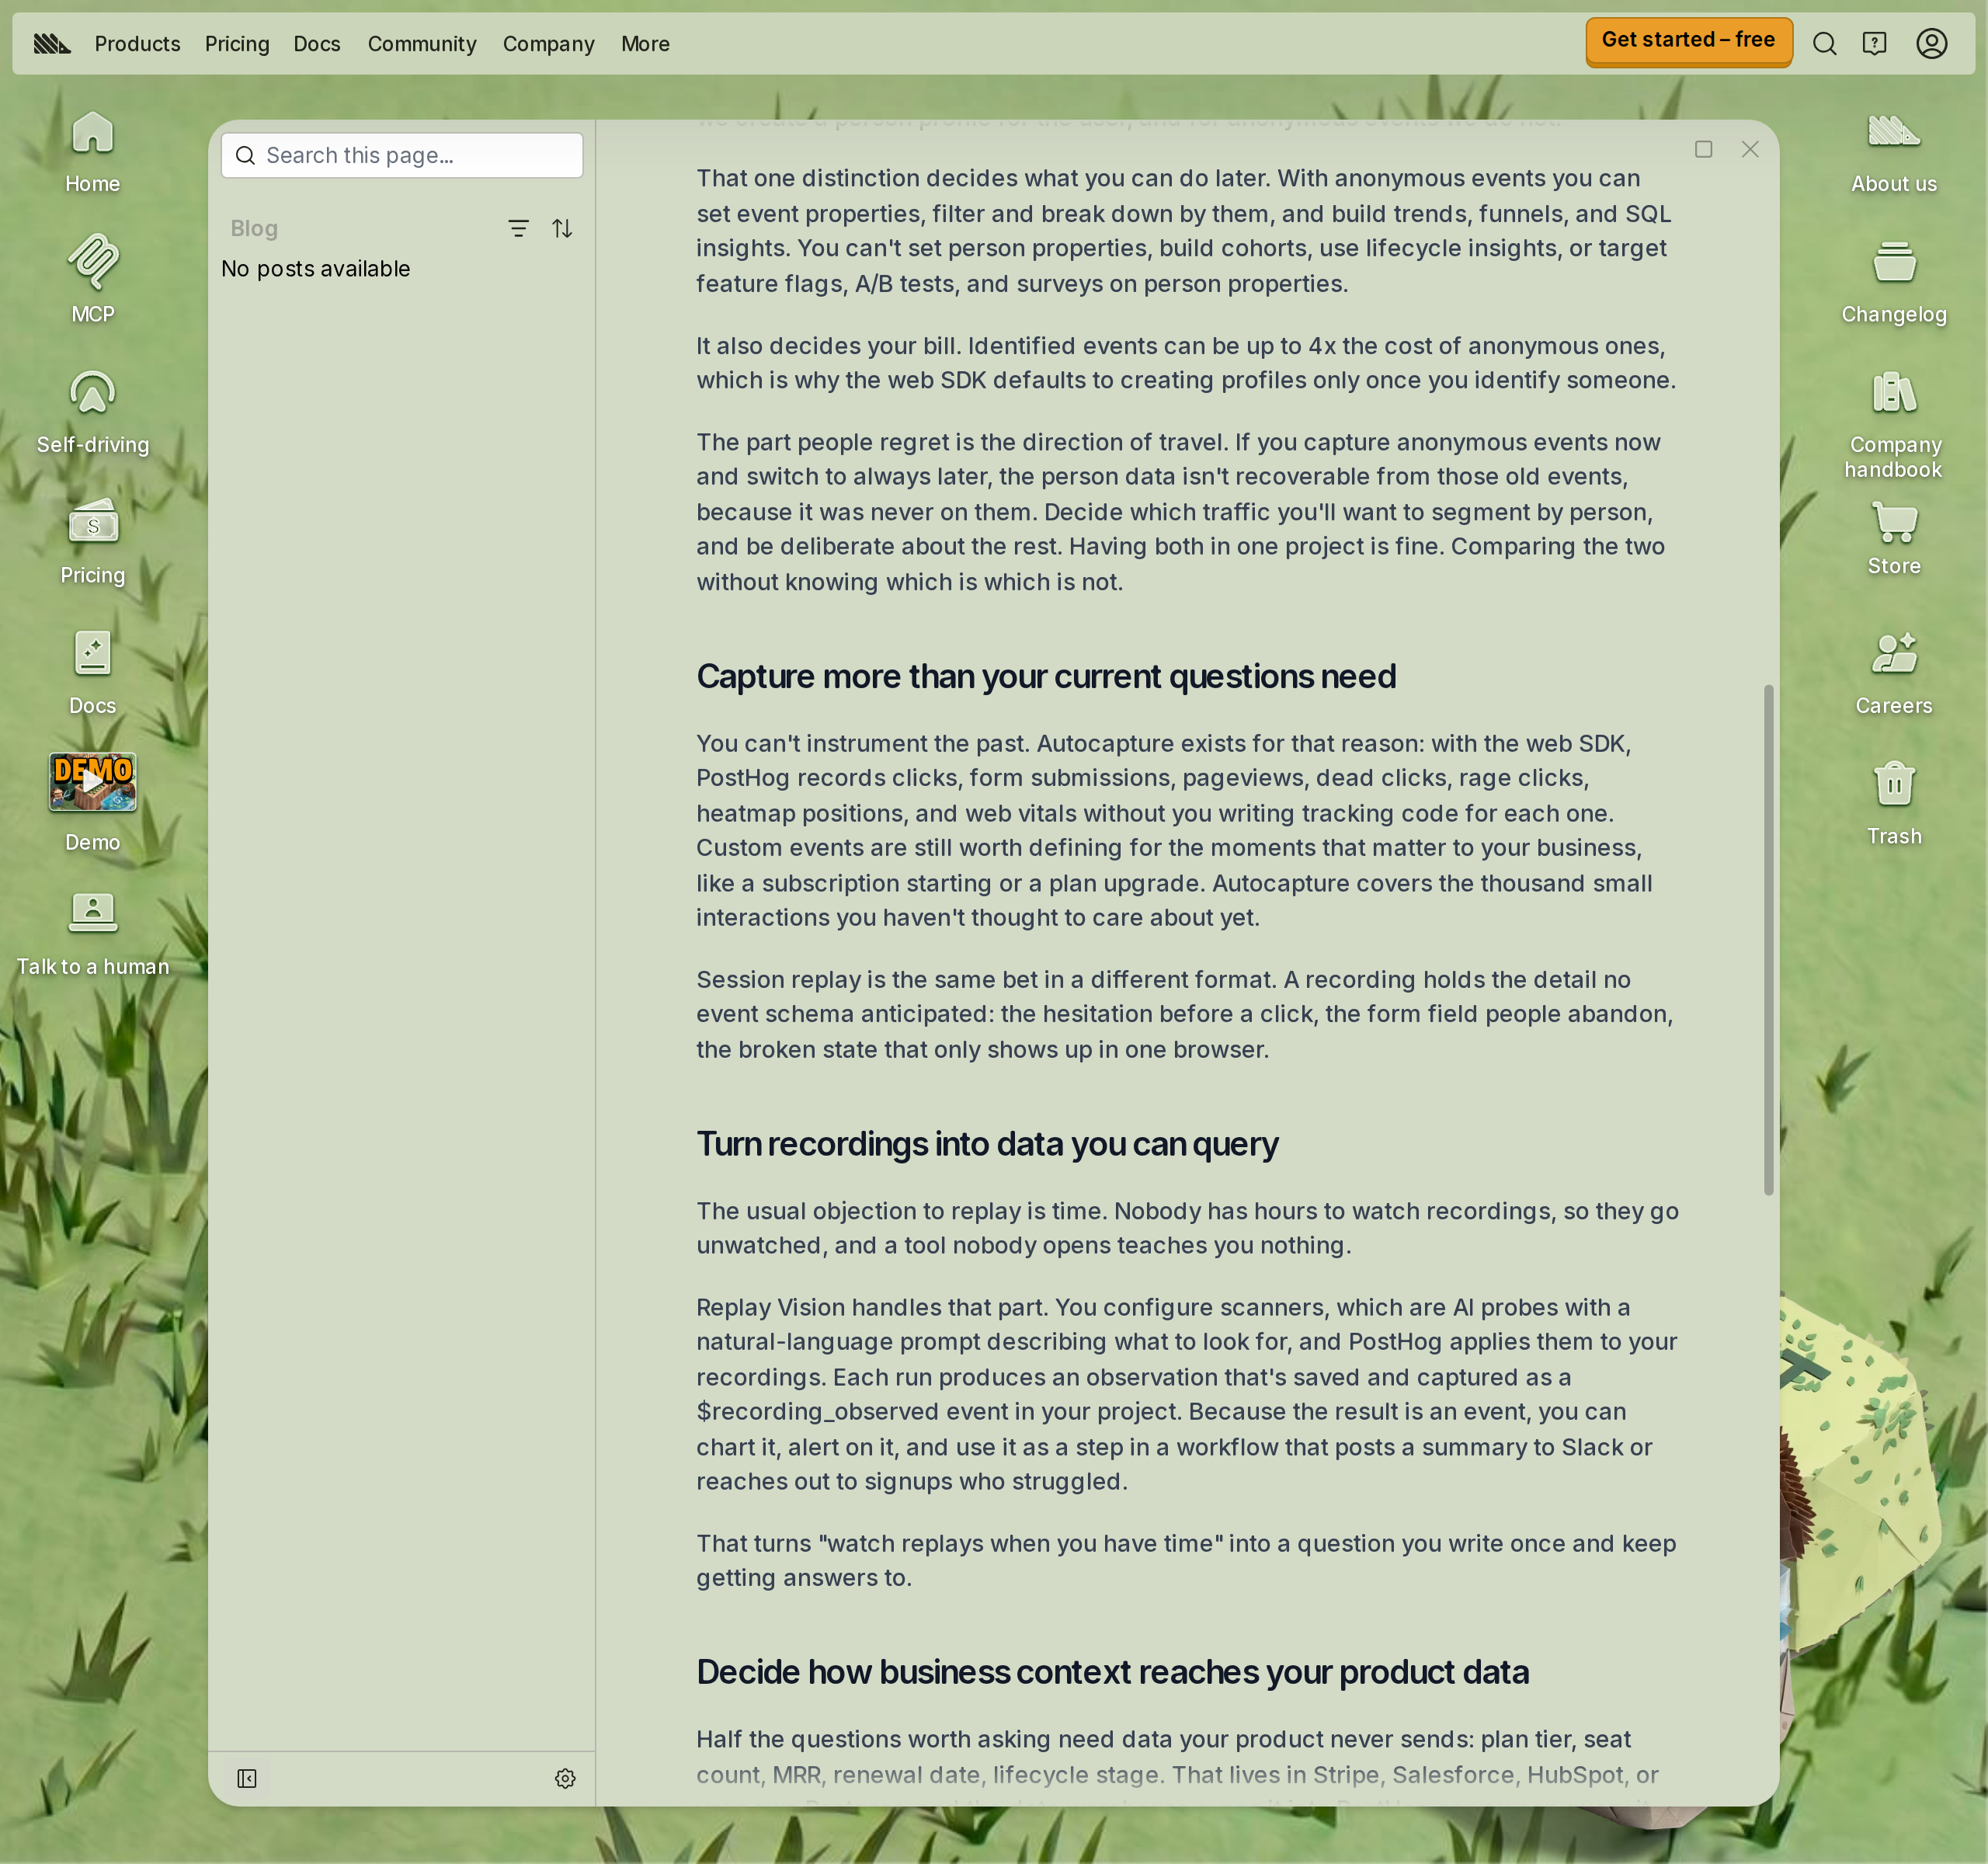 Products Pricing Docs Community Company More
Get started – free
Home
MCP
Self-driving
Pricing
Docs
DEMO
Demo
Talk to a human
Search this page...
Blog
No posts available
That one distinction decides what you can do later. With anonymous events you can
set event properties, filter and break down by them, and build trends, funnels, and SQL
insights. You can't set person properties, build cohorts, use lifecycle insights, or target
feature flags, A/B tests, and surveys on person properties.
It also decides your bill. Identified events can be up to 4x the cost of anonymous ones,
which is why the web SDK defaults to creating profiles only once you identify someone.
The part people regret is the direction of travel. If you capture anonymous events now
and switch to always later, the person data isn't recoverable from those old events,
because it was never on them. Decide which traffic you'll want to segment by person,
and be deliberate about the rest. Having both in one project is fine. Comparing the two
without knowing which is which is not.
Capture more than your current questions need
You can't instrument the past. Autocapture exists for that reason: with the web SDK,
PostHog records clicks, form submissions, pageviews, dead clicks, rage clicks,
heatmap positions, and web vitals without you writing tracking code for each one.
Custom events are still worth defining for the moments that matter to your business,
like a subscription starting or a plan upgrade. Autocapture covers the thousand small
interactions you haven't thought to care about yet.
Session replay is the same bet in a different format. A recording holds the detail no
event schema anticipated: the hesitation before a click, the form field people abandon,
the broken state that only shows up in one browser.
Turn recordings into data you can query
The usual objection to replay is time. Nobody has hours to watch recordings, so they go
unwatched, and a tool nobody opens teaches you nothing.
Replay Vision handles that part. You configure scanners, which are AI probes with a
natural-language prompt describing what to look for, and PostHog applies them to your
recordings. Each run produces an observation that's saved and captured as a
$recording_observed event in your project. Because the result is an event, you can
chart it, alert on it, and use it as a step in a workflow that posts a summary to Slack or
reaches out to signups who struggled.
That turns "watch replays when you have time" into a question you write once and keep
getting answers to.
Decide how business context reaches your product data
Half the questions worth asking need data your product never sends: plan tier, seat
count, MRR, renewal date, lifecycle stage. That lives in Stripe, Salesforce, HubSpot, or
About us
Changelog
Company
handbook
Store
Careers
Trash